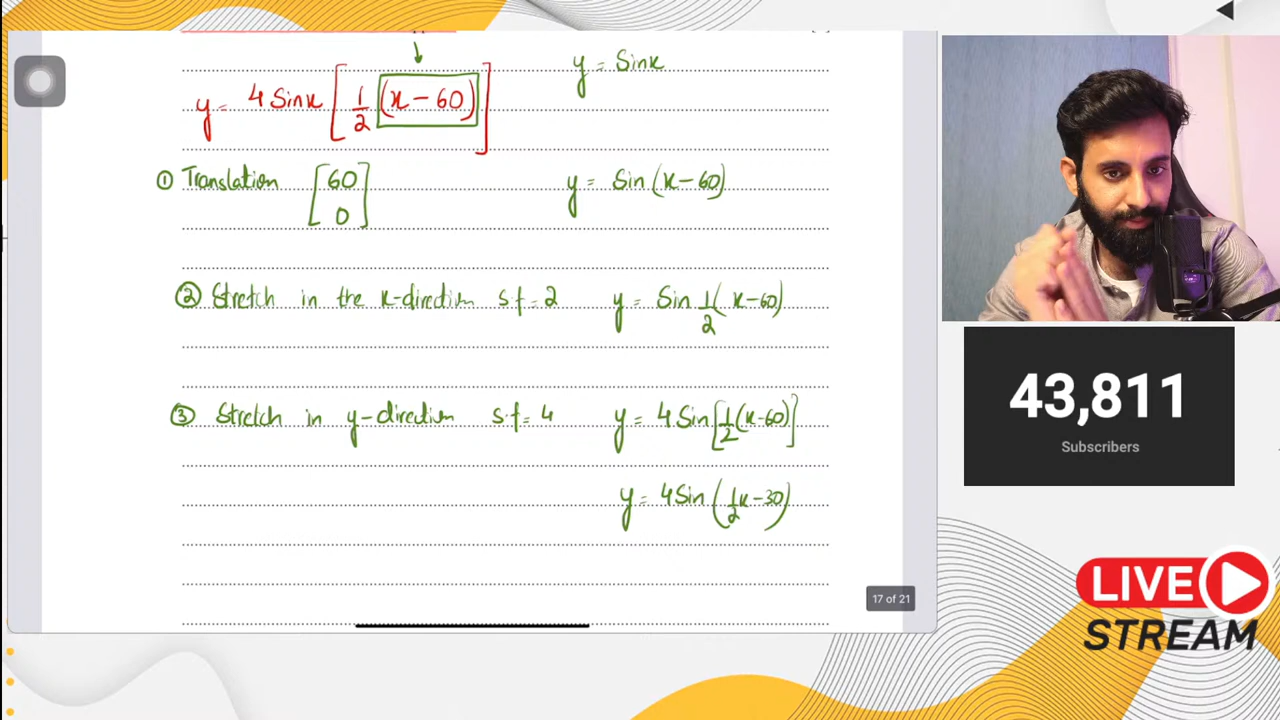 y = Sinx
y = 4 Sinx [ 1/2 (x - 60) ]
① Translation [60 0] y = Sin(x-60)
② Stretch in the x-direction s.f = 2 y = Sin 1/2 (x-60)
③ Stretch in y-direction s.f = 4 y = 4 Sin [1/2 (x-60)]
y = 4 Sin (1/2 x - 30)
17 of 21
43,811
Subscribers
LIVE
STREAM